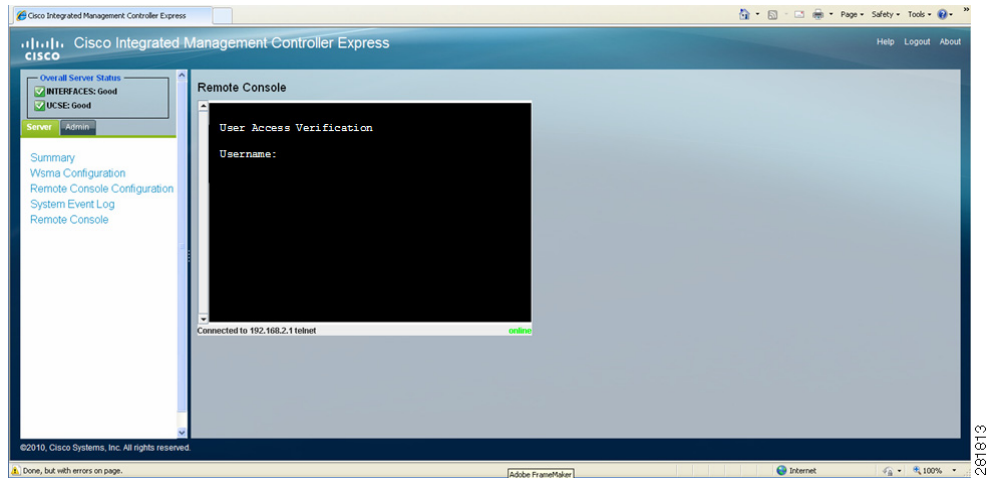 Cisco Integrated Management Controller Express
Page Safety Tools
CISCO
Cisco Integrated Management Controller Express
Help Logout About
Overall Server Status
INTERFACES: Good
UCSE: Good
Server Admin
Summary
Wsma Configuration
Remote Console Configuration
System Event Log
Remote Console
Remote Console
User Access Verification
Username:
Connected to 192.168.2.1 telnet
online
©2010, Cisco Systems, Inc. All rights reserved.
Done, but with errors on page.
Adobe FrameMaker
Internet
100%
281813